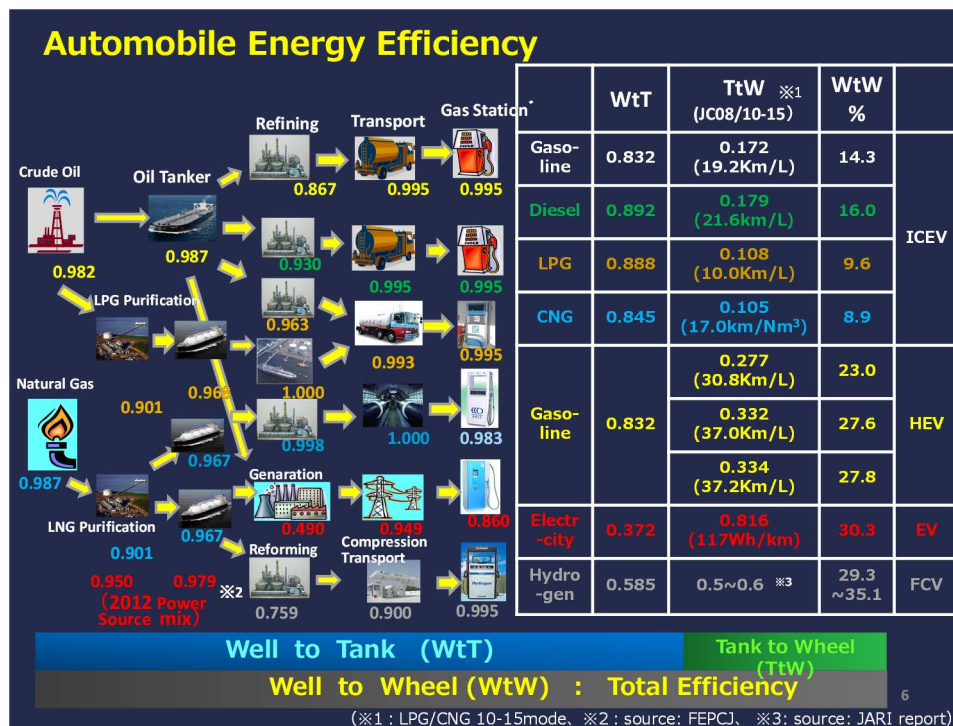 Automobile Energy Efficiency
Crude Oil
0.982
Oil Tanker
0.987
Refining
0.867
Transport
0.995
Gas Station*
0.995
0.930
0.995
0.995
LPG Purification
0.963
0.993
0.995
0.901
0.968
1.000
Natural Gas
0.987
0.967
0.998
1.000
0.983
LNG Purification
0.901
0.967
Genaration
0.490
0.949
0.860
0.950
0.979
※2
(2012 Power
Source mix)
Reforming
0.759
Compression
Transport
0.900
0.995
Hydrogen
WtT
TtW ※1
(JC08/10-15)
WtW
%
Gaso-
line
0.832
0.172
(19.2Km/L)
14.3
Diesel
0.892
0.179
(21.6km/L)
16.0
LPG
0.888
0.108
(10.0Km/L)
9.6
CNG
0.845
0.105
(17.0km/Nm³)
8.9
ICEV
Gaso-
line
0.832
0.277
(30.8Km/L)
23.0
0.332
(37.0Km/L)
27.6
0.334
(37.2Km/L)
27.8
HEV
Electr
-city
0.372
0.816
(117Wh/km)
30.3
EV
Hydro
-gen
0.585
0.5~0.6 ※3
29.3
~35.1
FCV
Well to Tank (WtT)
Tank to Wheel
(TtW)
Well to Wheel (WtW) : Total Efficiency
6
(※1 : LPG/CNG 10-15mode、※2 : source: FEPCJ、 ※3: source: JARI report)